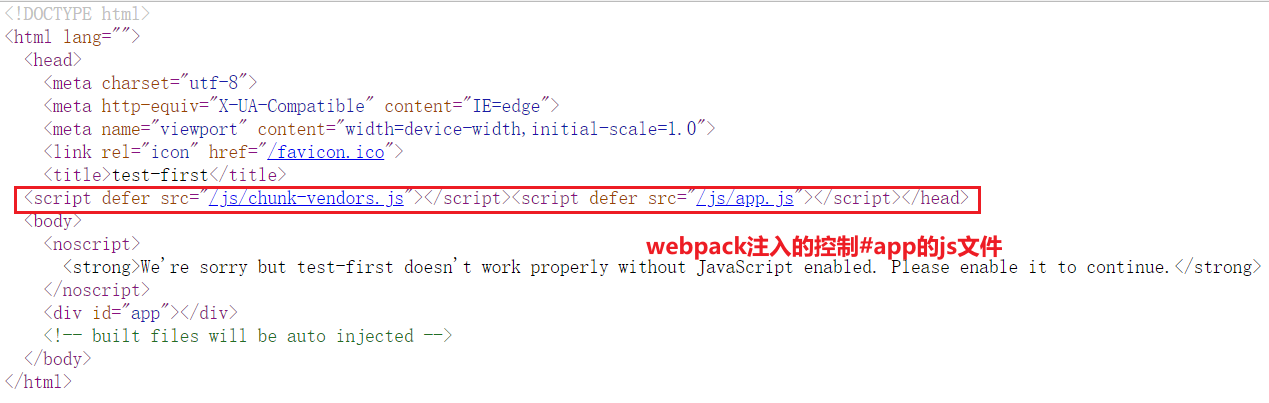 <!DOCTYPE html>
<html lang="">
  <head>
    <meta charset="utf-8">
    <meta http-equiv="X-UA-Compatible" content="IE=edge">
    <meta name="viewport" content="width=device-width,initial-scale=1.0">
    <link rel="icon" href="/favicon.ico">
    <title>test-first</title>
  <script defer src="/js/chunk-vendors.js"></script><script defer src="/js/app.js"></script></head>
  <body>
    <noscript>
webpack注入的控制#app的js文件
      <strong>We're sorry but test-first doesn't work properly without JavaScript enabled. Please enable it to continue.</strong>
    </noscript>
    <div id="app"></div>
    <!-- built files will be auto injected -->
  </body>
</html>